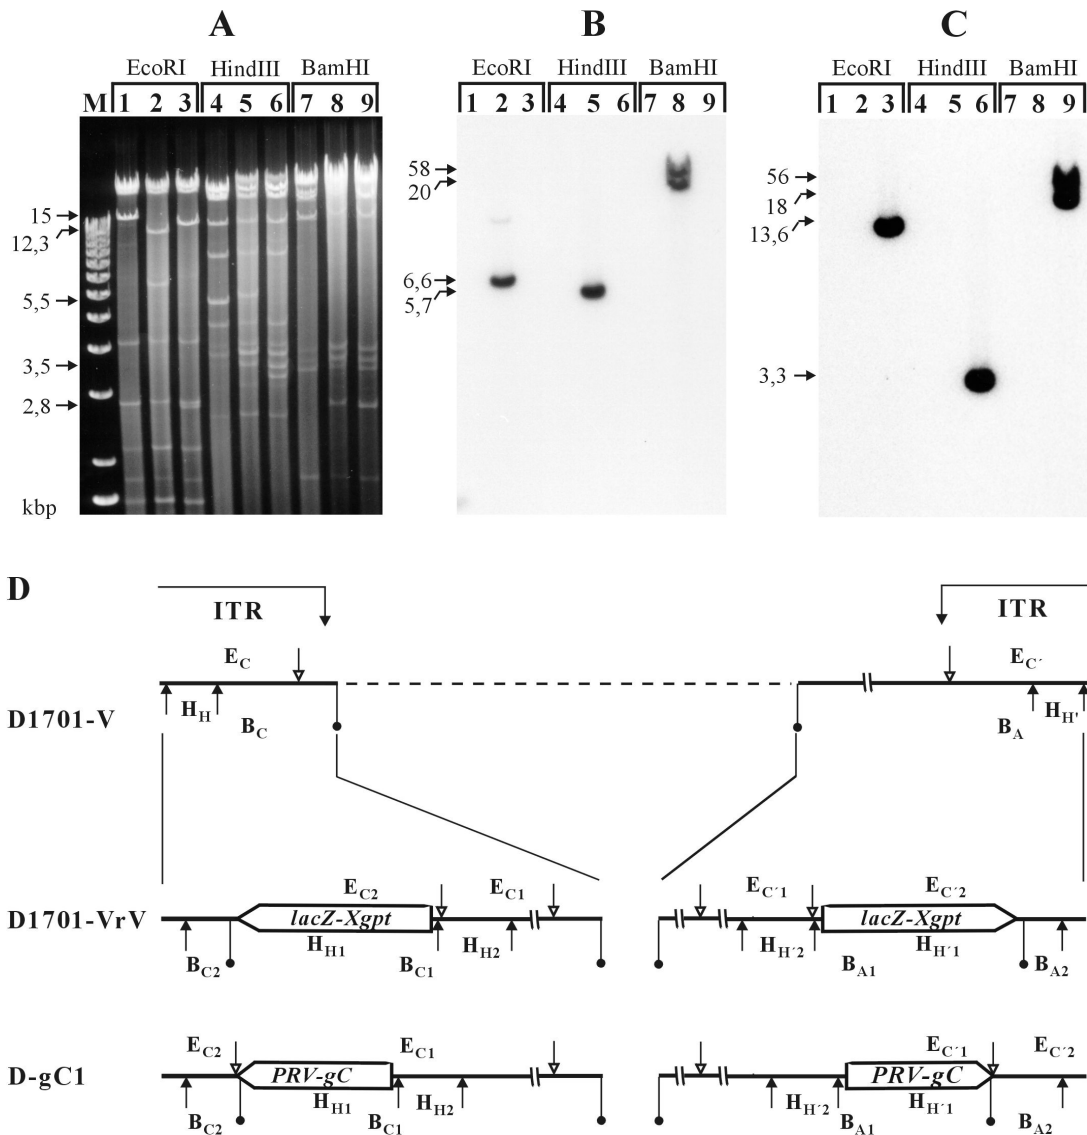 A
B
C
EcoRI HindIII BamHI
EcoRI HindIII BamHI
EcoRI HindIII BamHI
M 1 2 3 4 5 6 7 8 9
1 2 3 4 5 6 7 8 9
1 2 3 4 5 6 7 8 9
15
12,3
5,5
3,5
2,8
kbp
58
20
6,6
5,7
56
18
13,6
3,3
D
ITR ITR
E_C E_C´
D1701-V
H_H B_C B_A H_H'
E_C2 E_C1 E_C´1 E_C´2
D1701-VrV
lacZ-Xgpt lacZ-Xgpt
B_C2 H_H1 B_C1 H_H2 H_H´2 B_A1 H_H´1 B_A2
E_C2 E_C1 E_C´1 E_C´2
D-gC1
PRV-gC PRV-gC
B_C2 H_H1 B_C1 H_H2 H_H´2 B_A1 H_H´1 B_A2